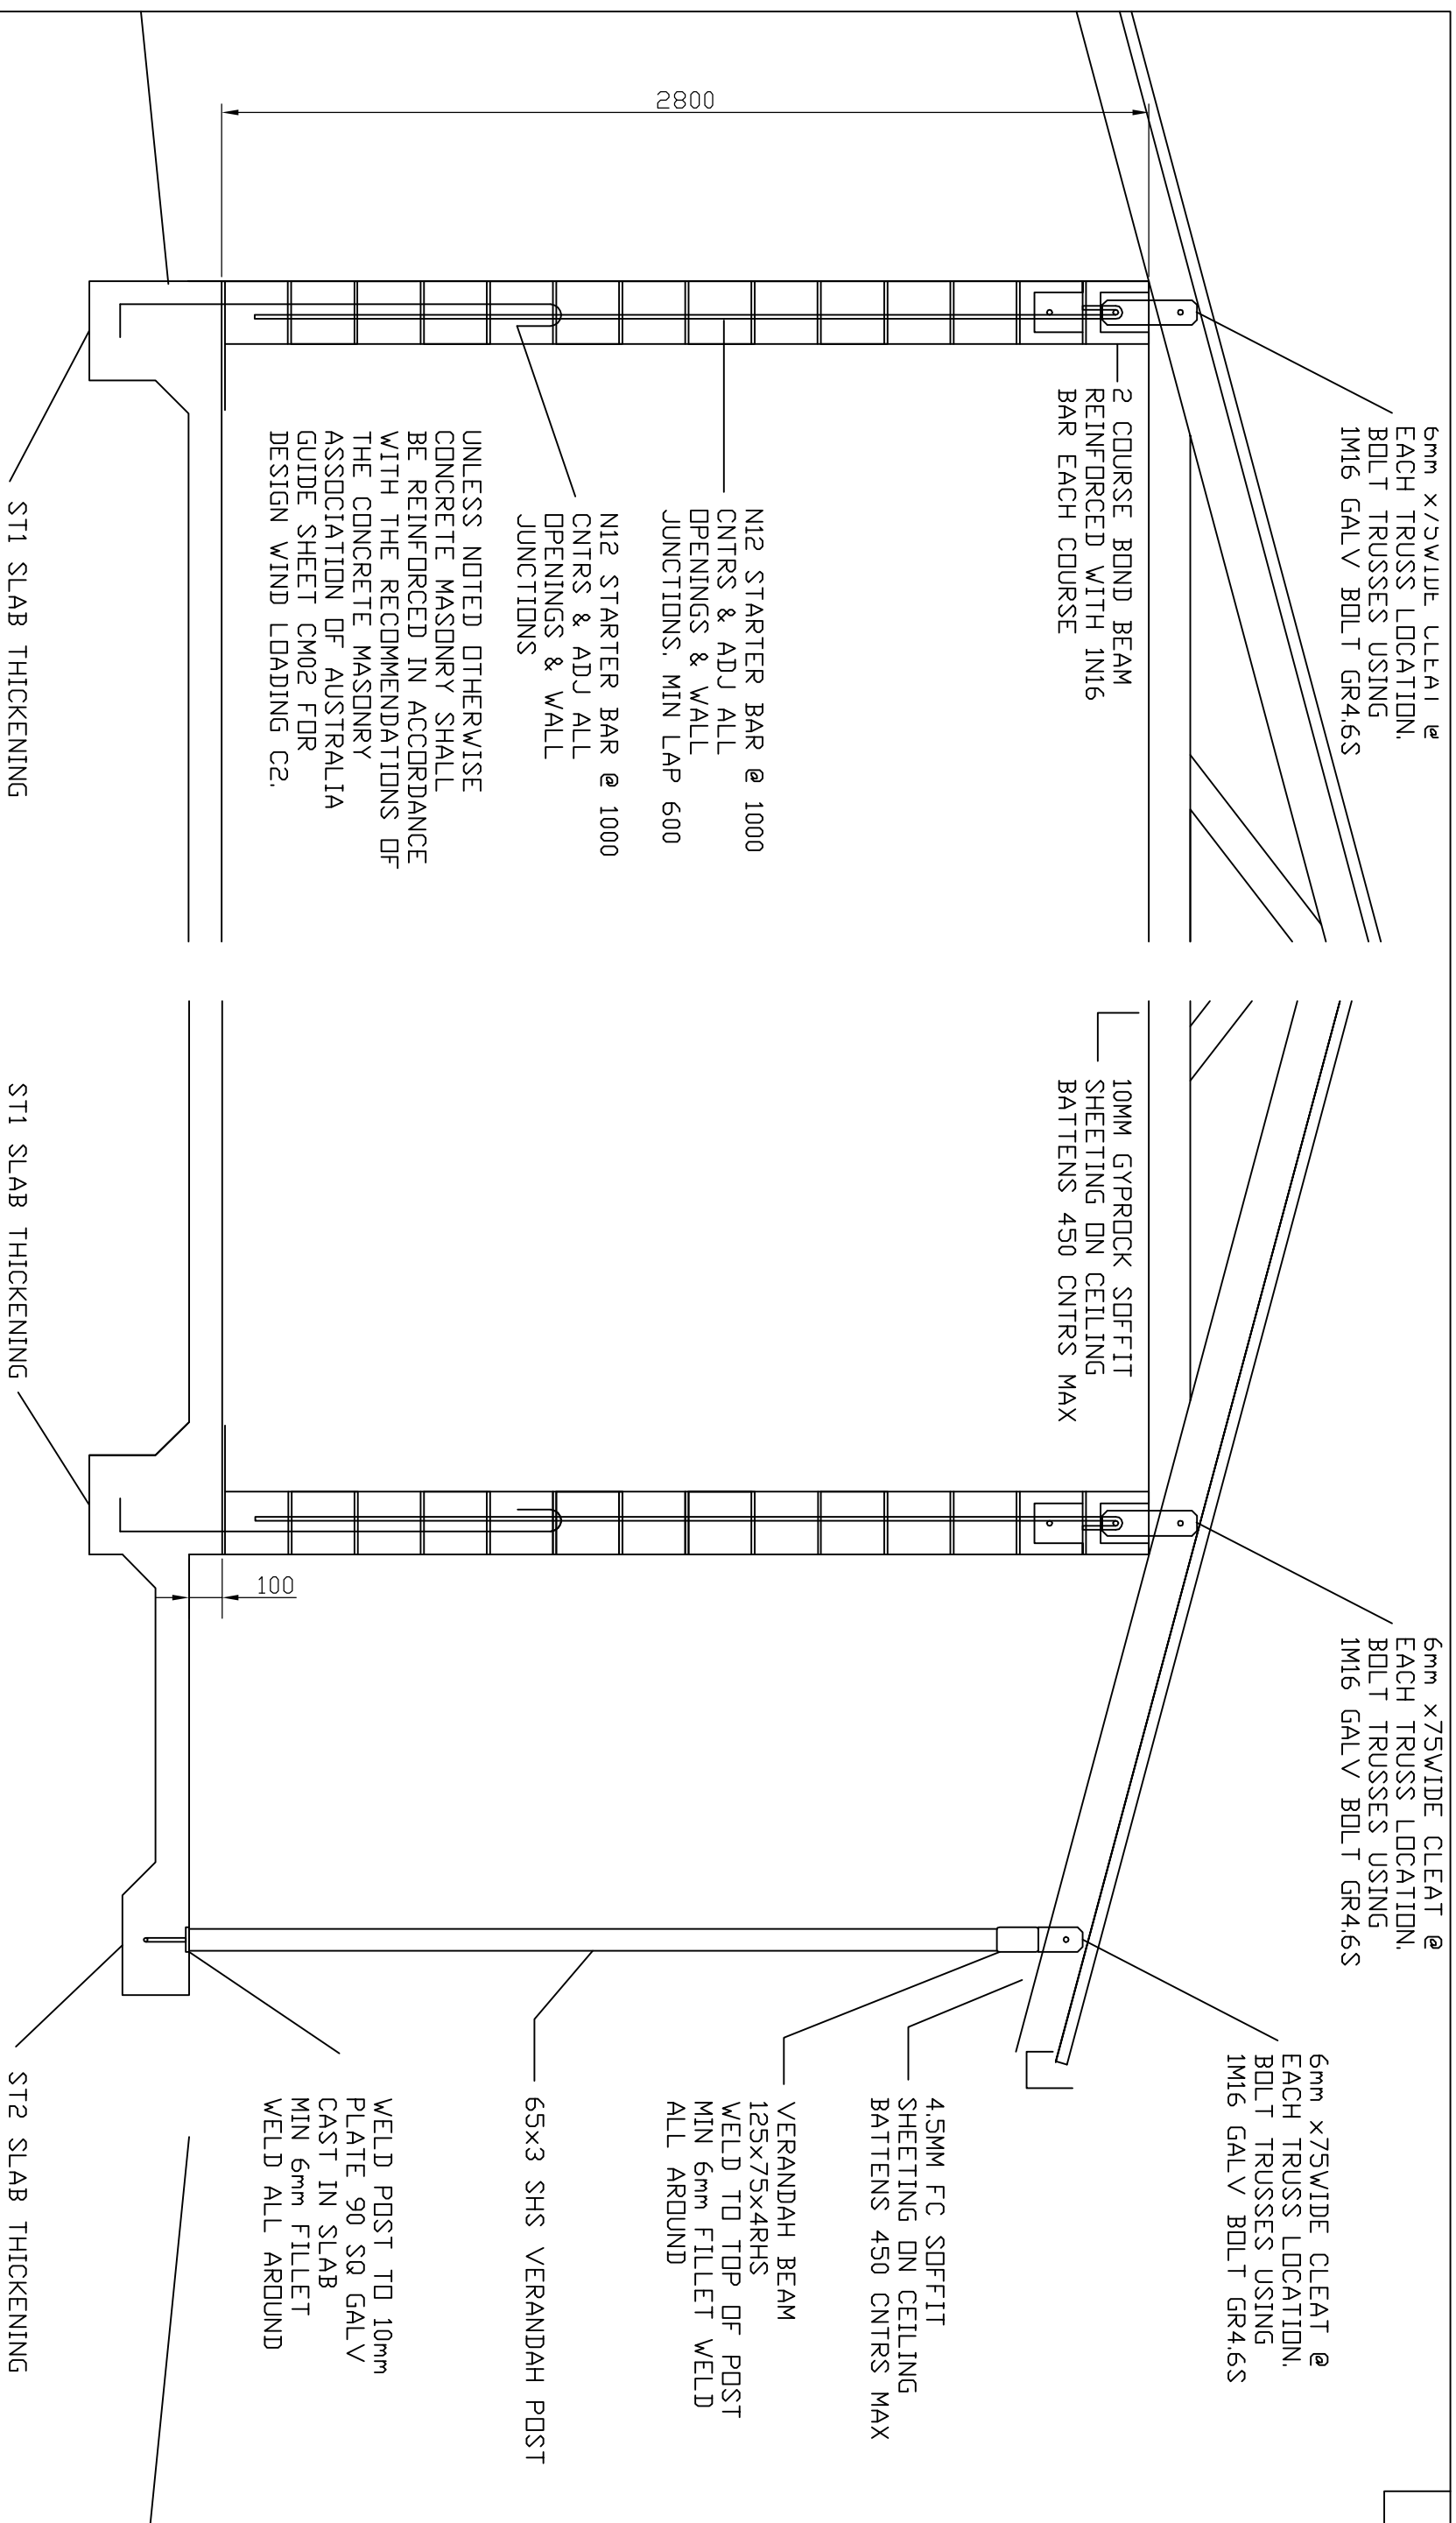 6mm x75WIDE CLEAT @
EACH TRUSS LOCATION.
BOLT TRUSSES USING
1M16 GALV BOLT GR4.6S
6mm x75WIDE CLEAT @
EACH TRUSS LOCATION.
BOLT TRUSSES USING
1M16 GALV BOLT GR4.6S
6mm x75WIDE CLEAT @
EACH TRUSS LOCATION.
BOLT TRUSSES USING
1M16 GALV BOLT GR4.6S
2800
2 COURSE BOND BEAM
REINFORCED WITH 1N16
BAR EACH COURSE
10MM GYPROCK SOFFIT
SHEETING ON CEILING
BATTENS 450 CNTRS MAX
4.5MM FC SOFFIT
SHEETING ON CEILING
BATTENS 450 CNTRS MAX
VERANDAH BEAM
125x75x4RHS
WELD TO TOP OF POST
MIN 6mm FILLET WELD
ALL AROUND
N12 STARTER BAR @ 1000
CNTRS & ADJ ALL
OPENINGS & WALL
JUNCTIONS. MIN LAP 600
N12 STARTER BAR @ 1000
CNTRS & ADJ ALL
OPENINGS & WALL
JUNCTIONS
65x3 SHS VERANDAH POST
UNLESS NOTED OTHERWISE
CONCRETE MASONRY SHALL
BE REINFORCED IN ACCORDANCE
WITH THE RECOMMENDATIONS OF
THE CONCRETE MASONRY
ASSOCIATION OF AUSTRALIA
GUIDE SHEET CM02 FOR
DESIGN WIND LOADING C2.
100
WELD POST TO 10mm
PLATE 90 SQ GALV
CAST IN SLAB
MIN 6mm FILLET
WELD ALL AROUND
ST1 SLAB THICKENING
ST1 SLAB THICKENING
ST2 SLAB THICKENING